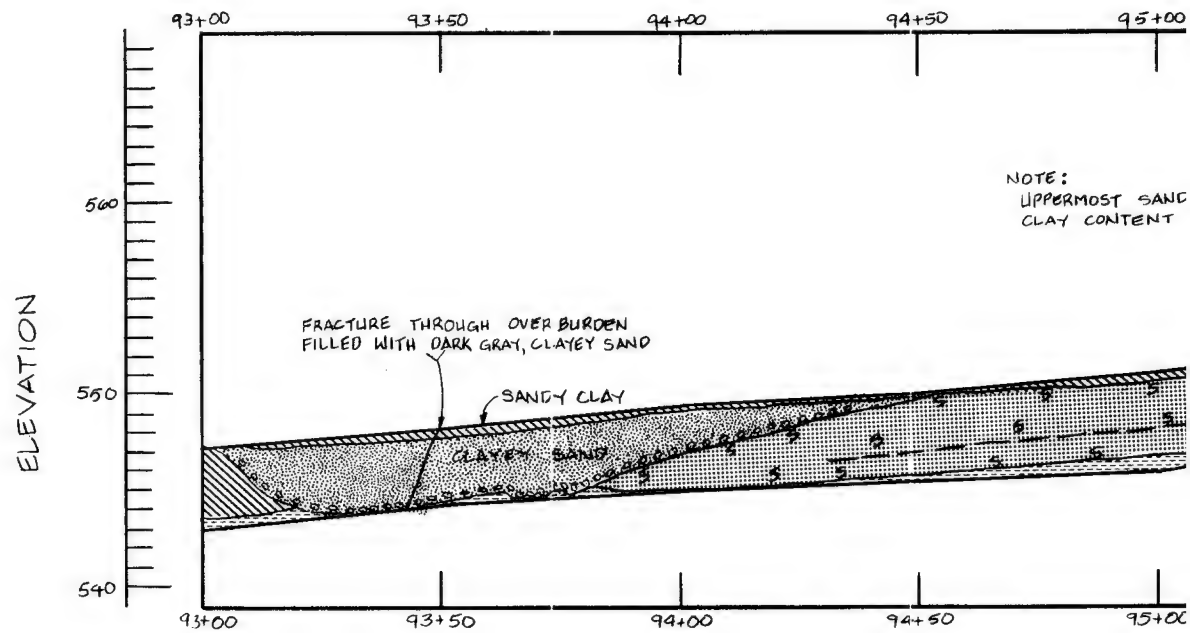 93+00 93+50 94+00 94+50 95+00
NOTE:
UPPERMOST SAND
CLAY CONTENT
560
ELEVATION
FRACTURE THROUGH OVERBURDEN
FILLED WITH DARK GRAY, CLAYEY SAND
550
SANDY CLAY
CLAYEY SAND
S S S
S S S S
S S S S S
540
93+00 93+50 94+00 94+50 95+00